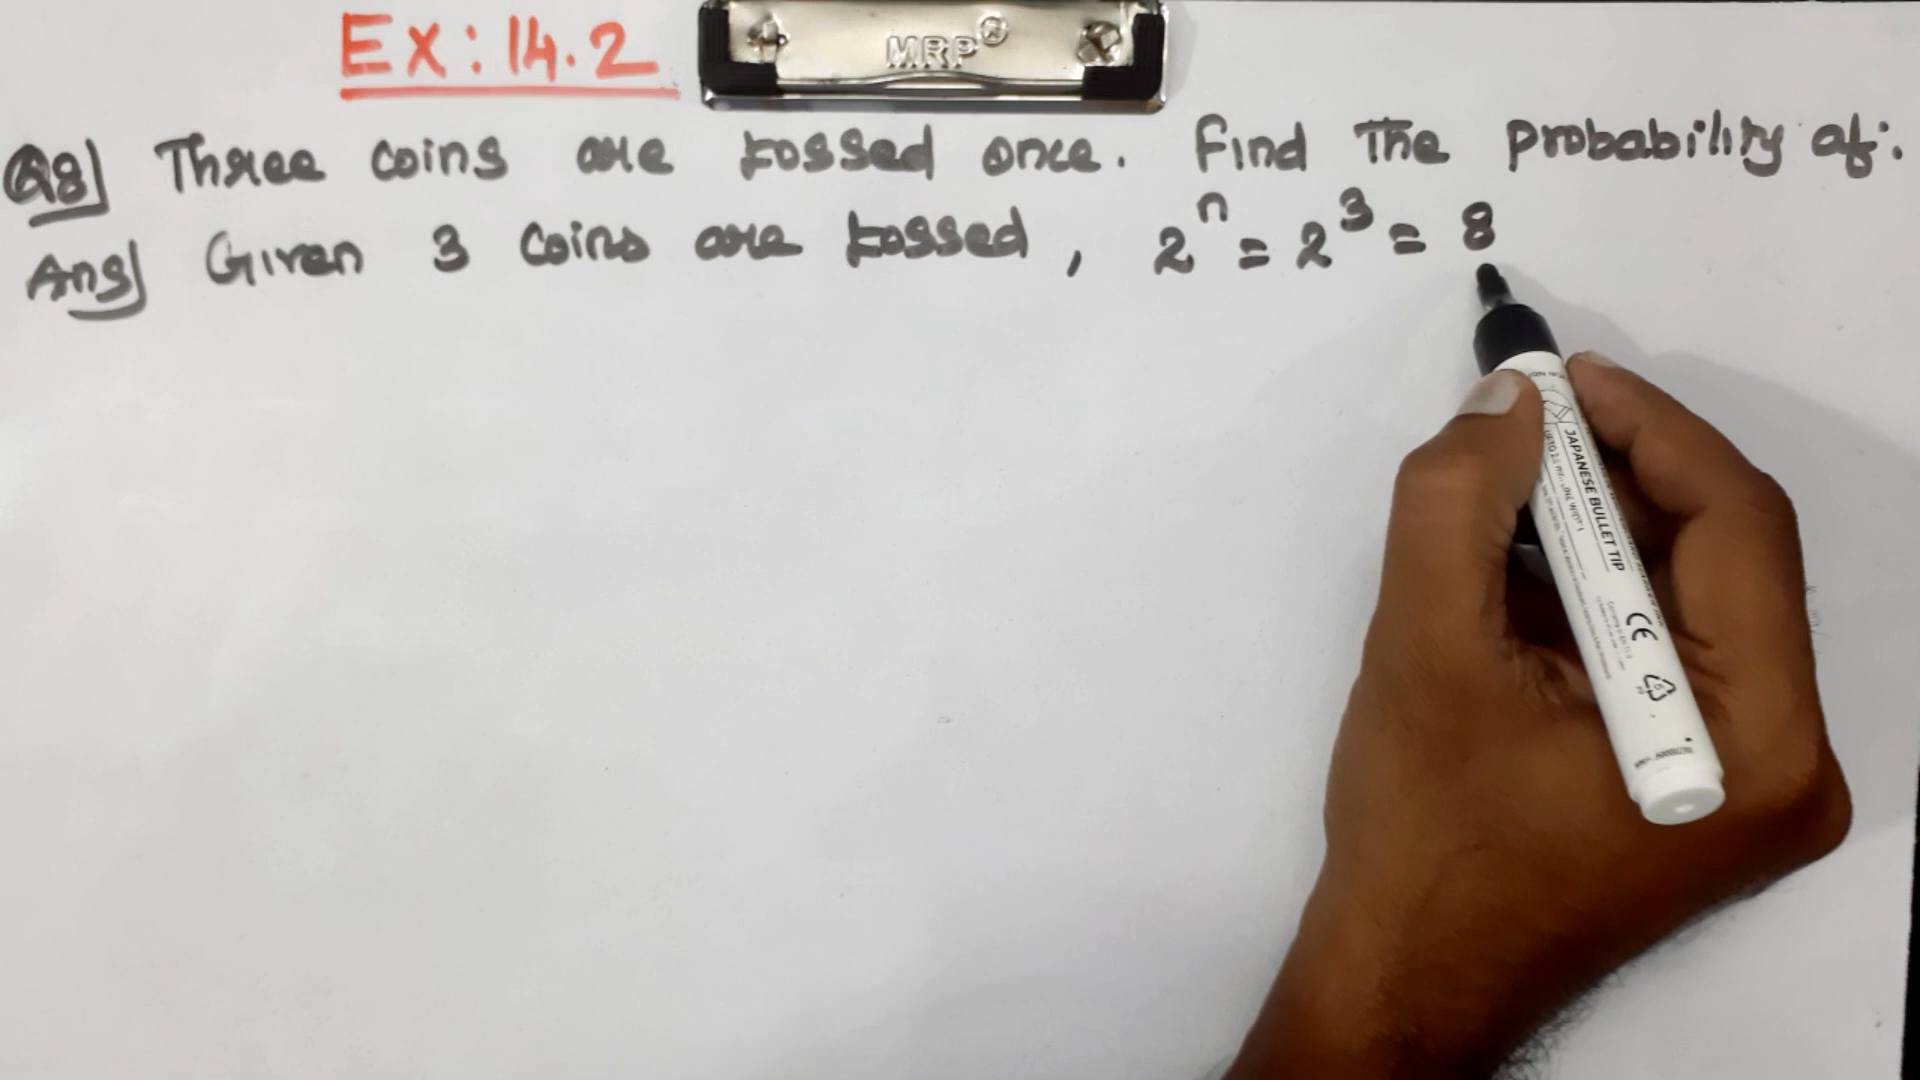 Ex: 14.2
MRP®
Q8] Three coins are tossed once. Find The probability of:
Ans] Given 3 coins are tossed, 2ⁿ = 2³ = 8
JAPANESE BULLET TIP
CE